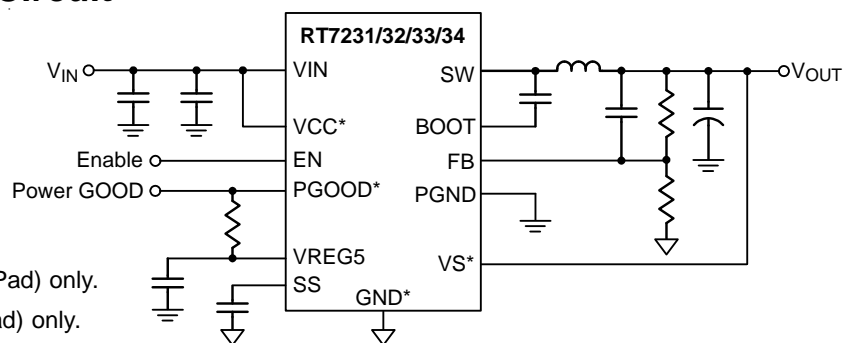 RT7231/32/33/34
VIN
VIN
SW
VOUT
VCC*
BOOT
Enable
EN
FB
Power GOOD
PGOOD*
PGND
VREG5
VS*
Pad) only.
SS
GND*
ad) only.